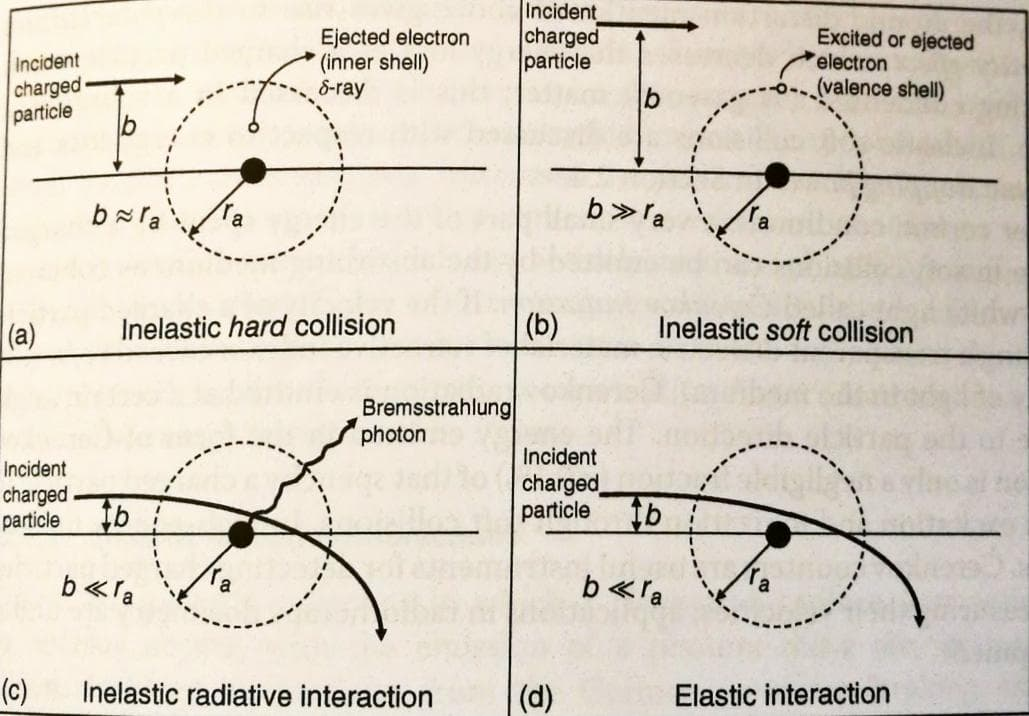 Incident
charged
particle
Ejected electron
(inner shell)
δ-ray
b
b ≈ rₐ
rₐ
(a) Inelastic hard collision
Incident
charged
particle
Excited or ejected
electron
(valence shell)
b
b ≫ rₐ
rₐ
(b) Inelastic soft collision
Bremsstrahlung
photon
Incident
charged
particle
b
b ≪ rₐ
rₐ
(c) Inelastic radiative interaction
Incident
charged
particle
b
b ≪ rₐ
rₐ
(d) Elastic interaction